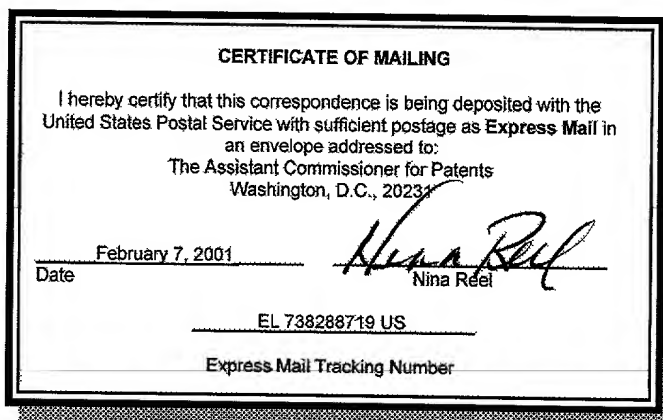 CERTIFICATE OF MAILING
I hereby certify that this correspondence is being deposited with the
United States Postal Service with sufficient postage as Express Mail in
an envelope addressed to:
The Assistant Commissioner for Patents
Washington, D.C., 20231
February 7, 2001 Nina Reel
Date Nina Reel
EL 738288719 US
Express Mail Tracking Number